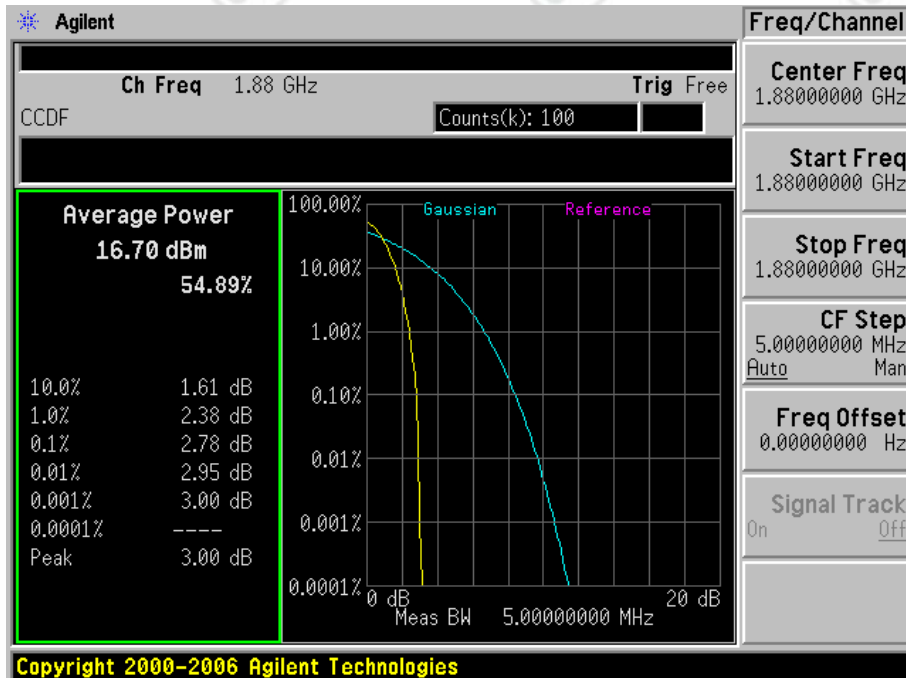 Agilent
Ch Freq 1.88 GHz Trig Free
CCDF Counts(k): 100
Average Power
16.70 dBm
54.89%
10.0% 1.61 dB
1.0% 2.38 dB
0.1% 2.78 dB
0.01% 2.95 dB
0.001% 3.00 dB
0.0001% ----
Peak 3.00 dB
Gaussian Reference
100.00%
10.00%
1.00%
0.10%
0.01%
0.001%
0.0001%
0 dB 20 dB
Meas BW 5.00000000 MHz
Freq/Channel
Center Freq
1.88000000 GHz
Start Freq
1.88000000 GHz
Stop Freq
1.88000000 GHz
CF Step
5.00000000 MHz
Auto Man
Freq Offset
0.00000000 Hz
Signal Track
On Off
Copyright 2000-2006 Agilent Technologies